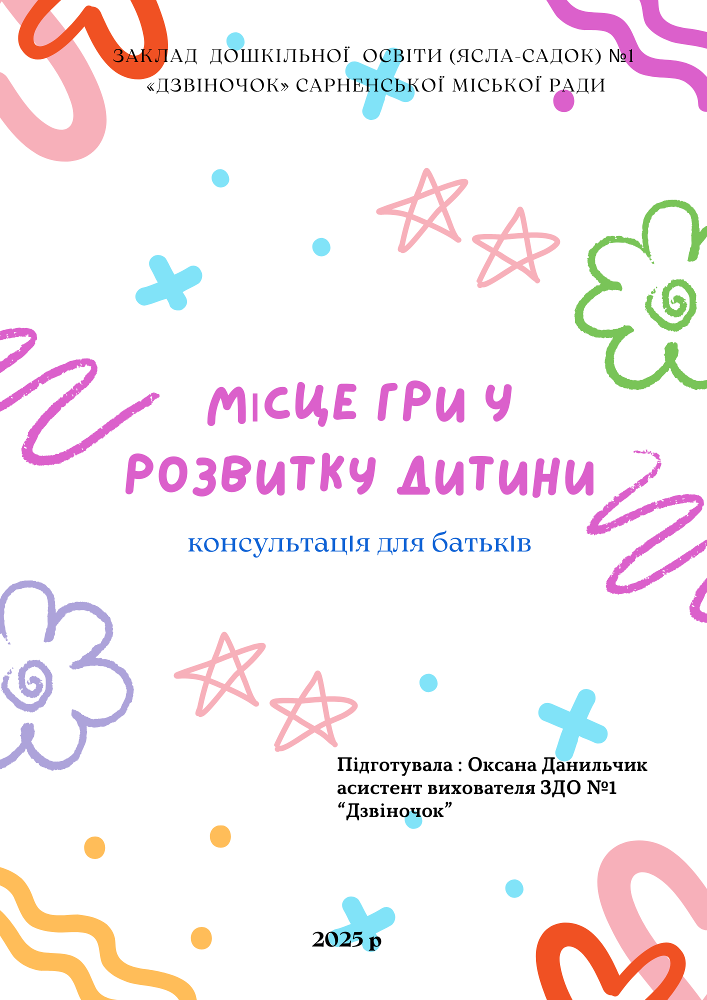 ЗАКЛАД ДОШКІЛЬНОЇ ОСВІТИ (ЯСЛА-САДОК) №1
«ДЗВІНОЧОК» САРНЕНСЬКОЇ МІСЬКОЇ РАДИ
МІСЦЕ ГРИ У
РОЗВИТКУ ДИТИНИ
консультація для батьків
Підготувала : Оксана Данильчик
асистент вихователя ЗДО №1
“Дзвіночок”
2025 р